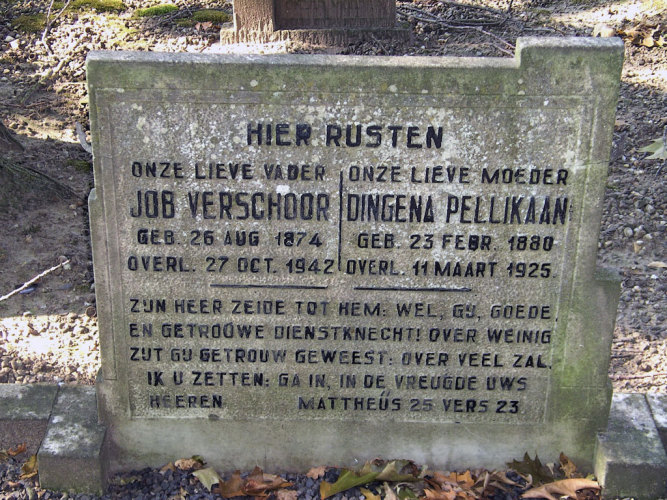 HIER RUSTEN
ONZE LIEVE VADER
JOB VERSCHOOR
GEB. 26 AUG 1874
OVERL. 27 OCT. 1942
ONZE LIEVE MOEDER
DINGENA PELLIKAAN
GEB. 23 FEBR. 1880
OVERL. 11 MAART 1925.
ZIJN HEER ZEIDE TOT HEM: WEL, GIJ, GOEDE,
EN GETROUWE DIENSTKNECHT! OVER WEINIG
ZIJT GIJ GETROUW GEWEEST: OVER VEEL ZAL,
IK U ZETTEN: GA IN, IN DE VREUGDE UWS
HEEREN MATTHEÜS 25 VERS 23